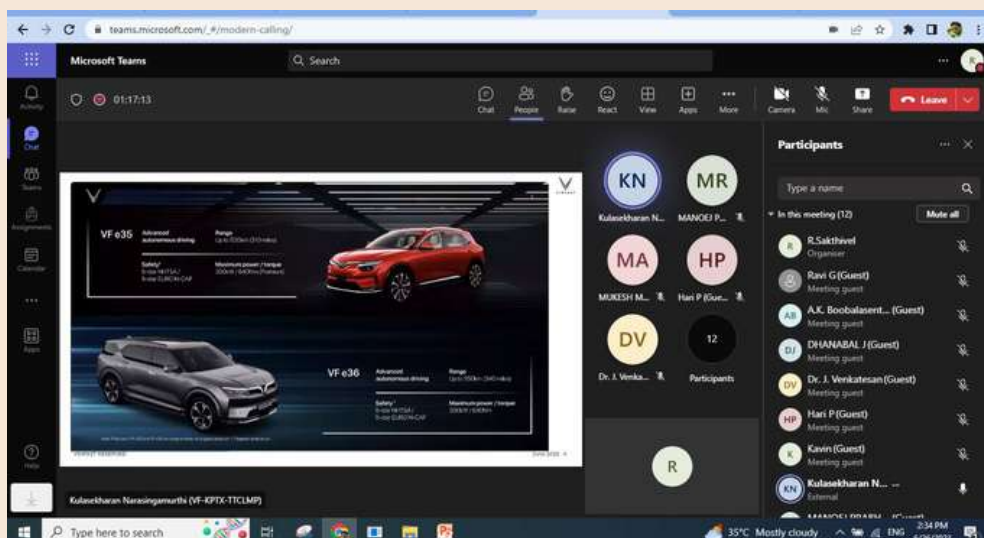 teams.microsoft.com/_#/modern-calling/
Microsoft Teams
Search
R
01:17:13
Chat
People
Raise
React
View
Apps
More
Camera
Mic
Share
Leave
Activity
Chat
Teams
Assignments
Calendar
Apps
Help
VF e35
Advanced
autonomous driving
Range
Safety*
Maximum power / torque
VF e36
Advanced
autonomous driving
Range
Safety*
Maximum power / torque
Kulasekharan Narasingamurthi (VF-KPTX-TTCLMP)
KN
Kulasekharan N...
MR
MANOEJ P...
MA
MUKESH M...
HP
Hari P (Gue...
DV
Dr. J. Venka...
12
Participants
R
Participants
Type a name
In this meeting (12)
Mute all
R
R.Sakthivel
Organiser
Ravi G (Guest)
Meeting guest
AB
A.K. Boobalasent... (Guest)
Meeting guest
DJ
DHANABAL J (Guest)
Meeting guest
DV
Dr. J. Venkatesan (Guest)
Meeting guest
HP
Hari P (Guest)
Meeting guest
K
Kavin (Guest)
Meeting guest
KN
Kulasekharan N... ...
External
Type here to search
35°C Mostly cloudy
ENG
2:34 PM